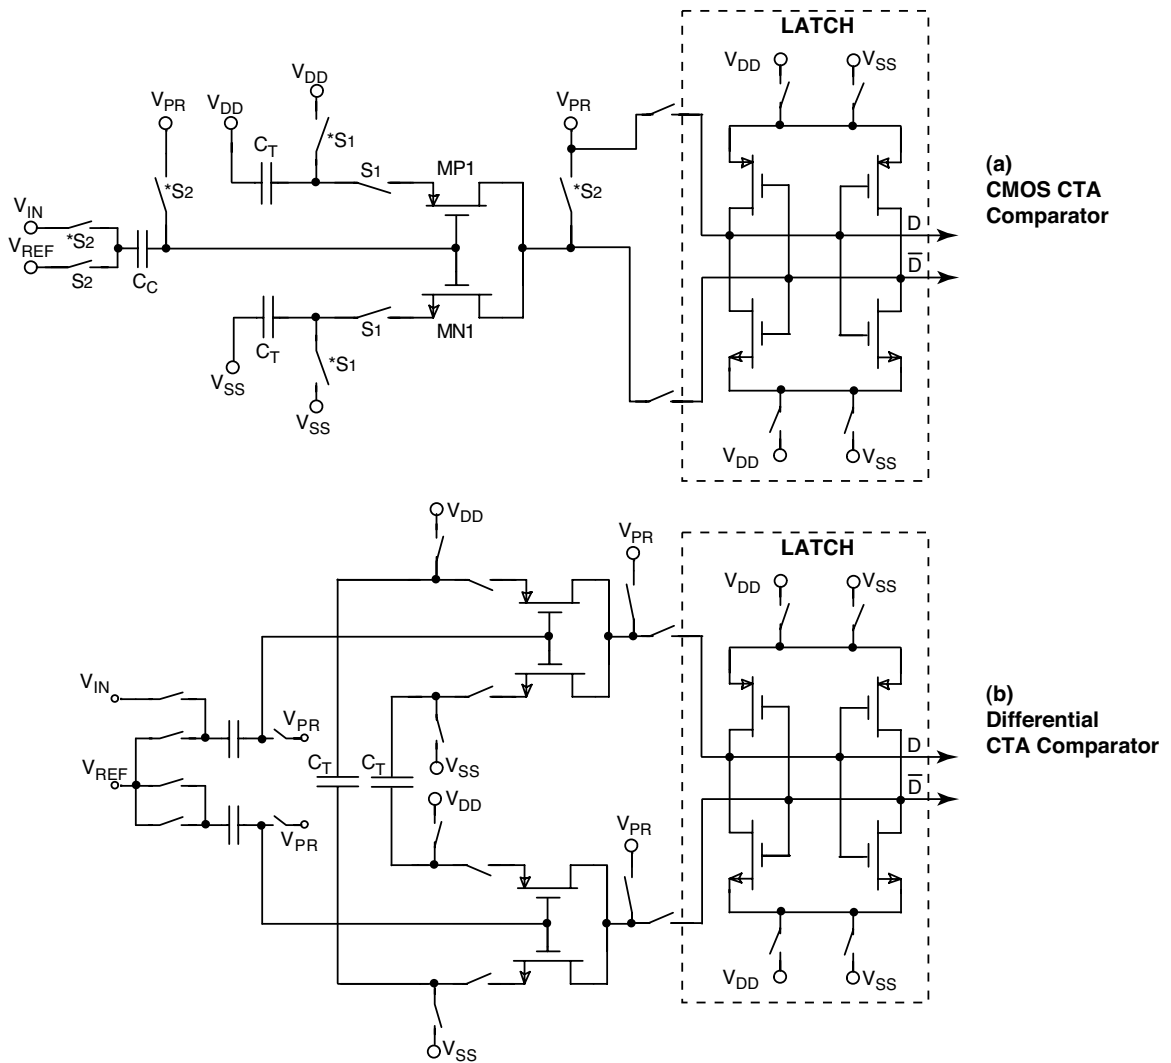 LATCH
V_DD
V_SS
V_DD
V_PR
V_DD
V_PR
C_T
*S1
S1
MP1
(a)
CMOS CTA
Comparator
*S2
*S2
V_IN
*S2
V_REF
S2
C_C
D
D̅
S1
MN1
C_T
*S1
V_SS
V_SS
V_DD
V_SS
V_DD
V_PR
LATCH
V_DD
V_SS
V_IN
V_PR
(b)
Differential
CTA Comparator
V_REF
C_T
C_T
V_SS
D
V_DD
D̅
V_PR
V_PR
V_DD
V_SS
V_SS